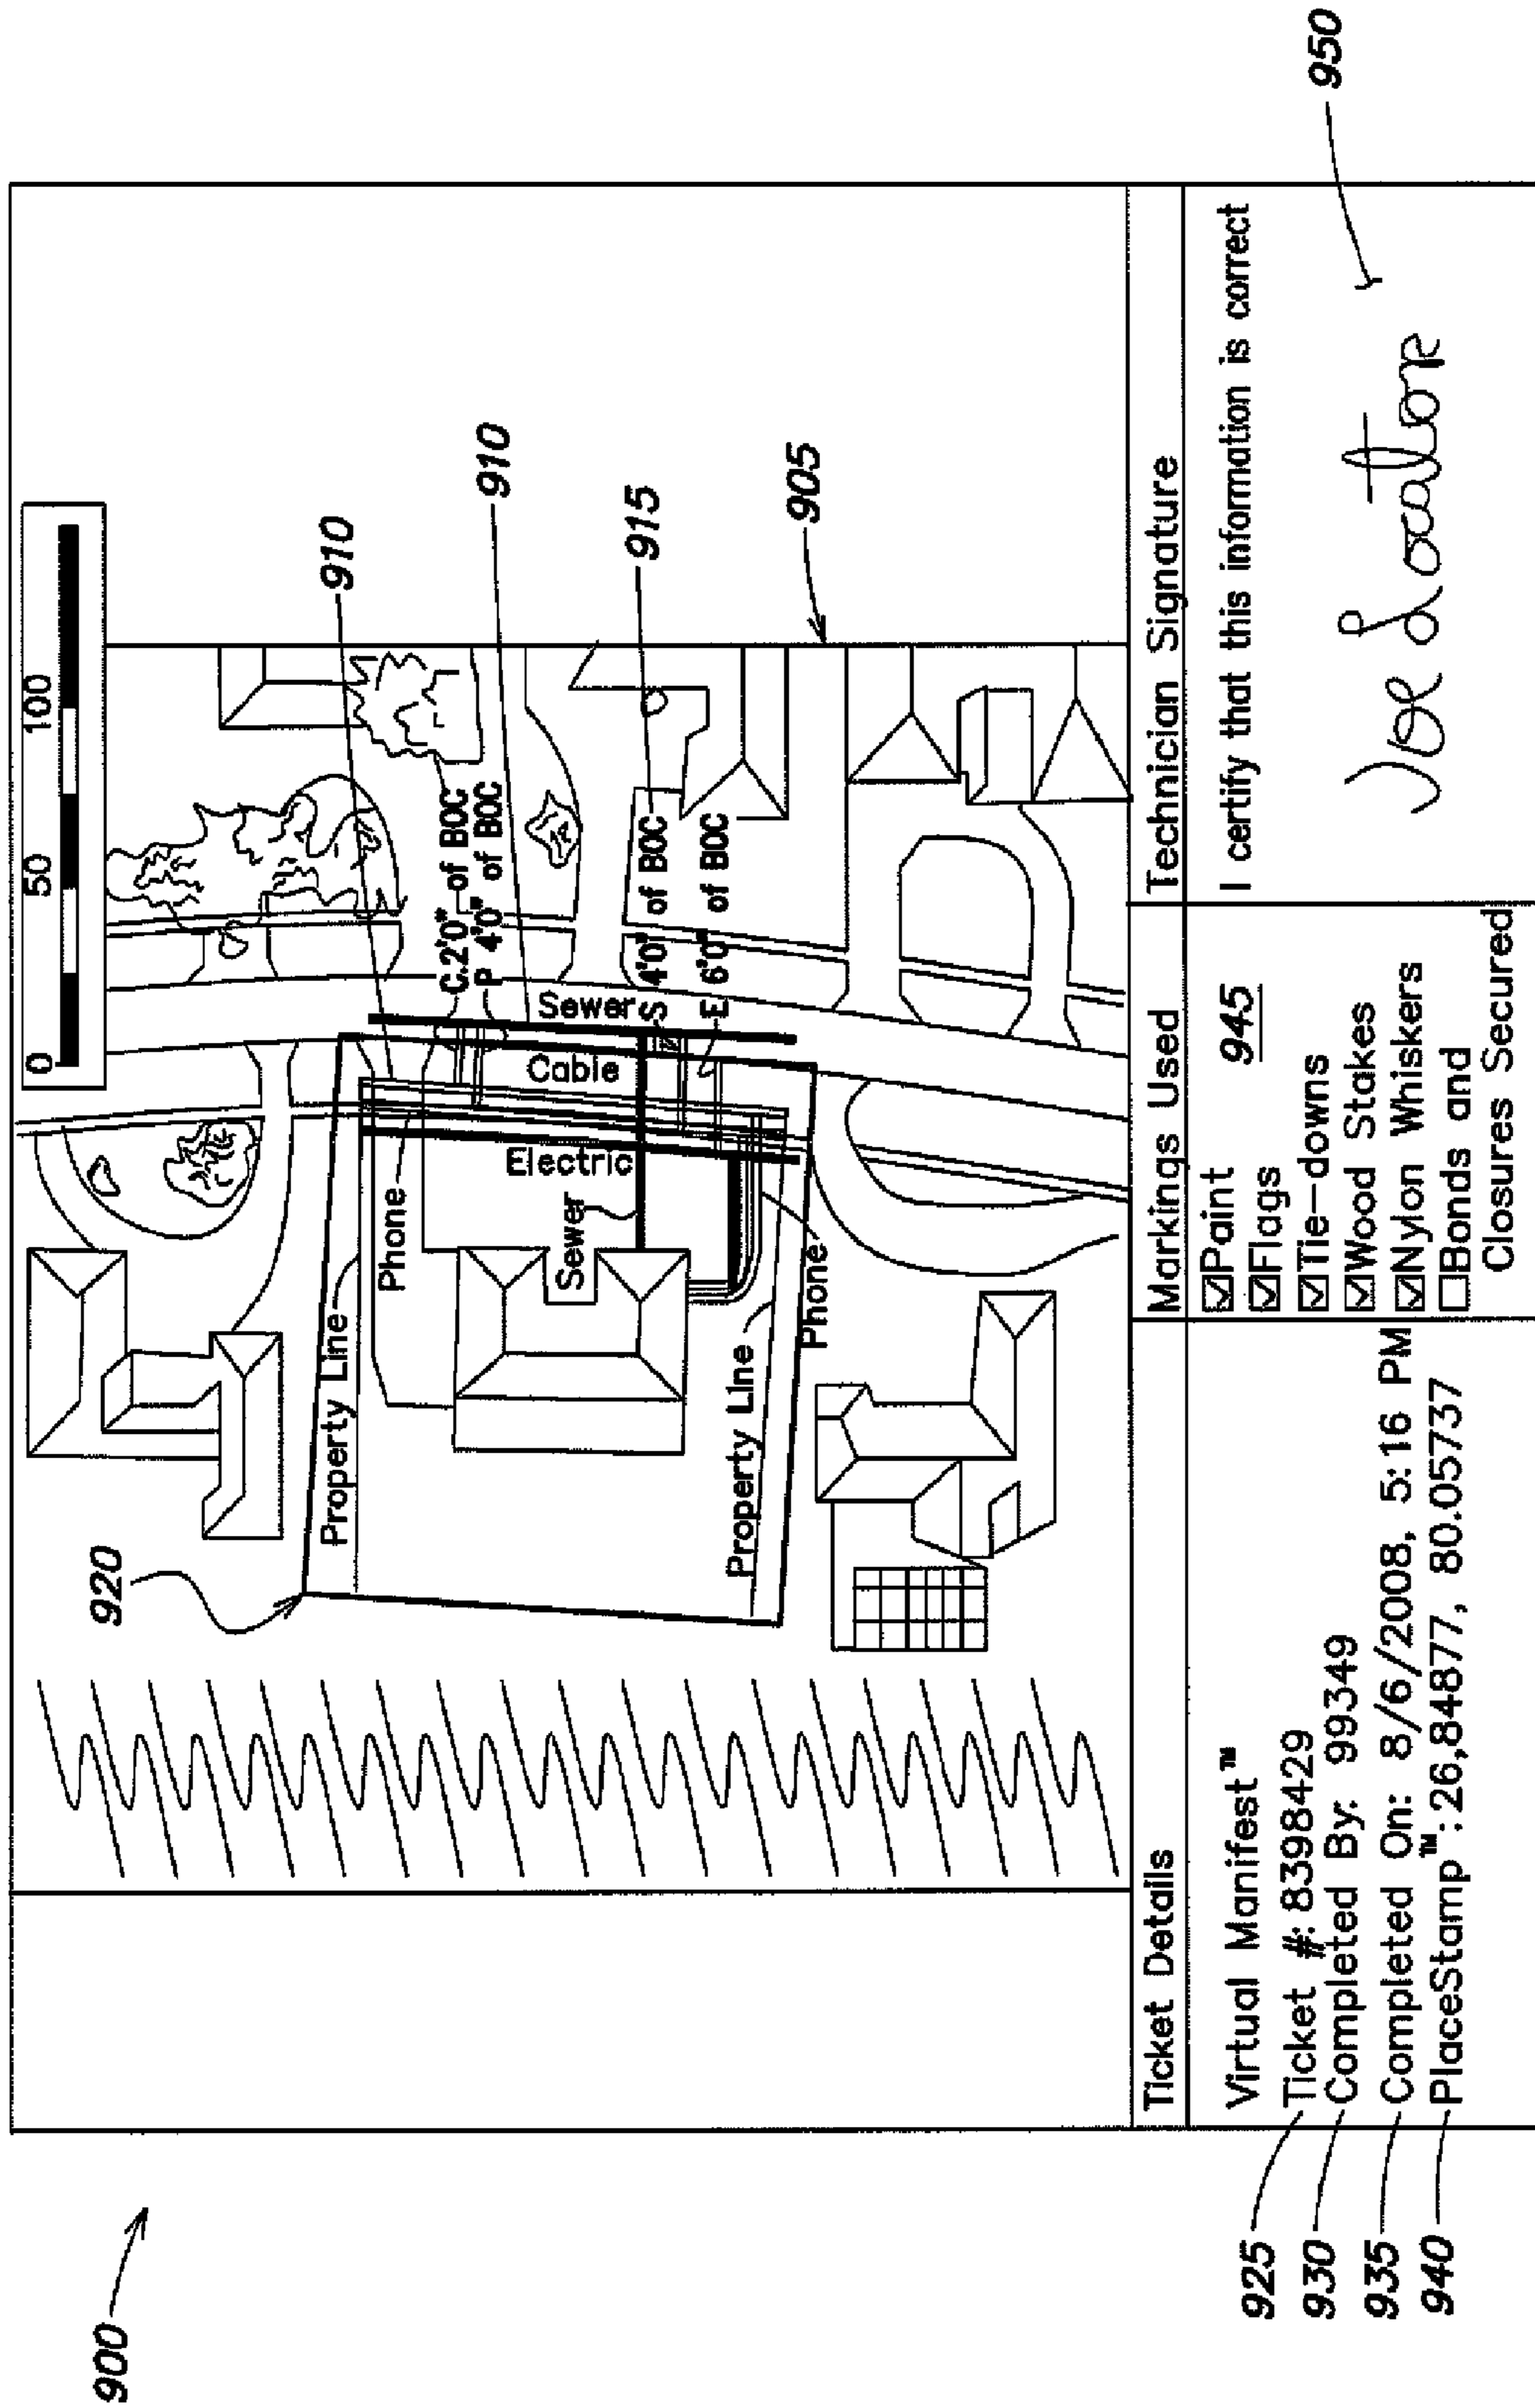 900
0 50 100
910
910
915
905
920
Property Line
Phone
C.2'0" of BOC
P 4'0" of BOC
Sewer
Cable
S 4'0" of BOC
Electric
E 6'0" of BOC
Sewer
Property Line
Phone
Ticket Details
Virtual Manifest™
925 Ticket #: 8398429
930 Completed By: 99349
935 Completed On: 8/6/2008, 5:16 PM
940 PlaceStamp™:26,84877, 80.05737
Markings Used
945
☑Paint
☑Flags
☑Tie-downs
☑Wood Stakes
☑Nylon Whiskers
☐Bonds and
Closures Secured
Technician Signature
I certify that this information is correct
Joe Locator
950